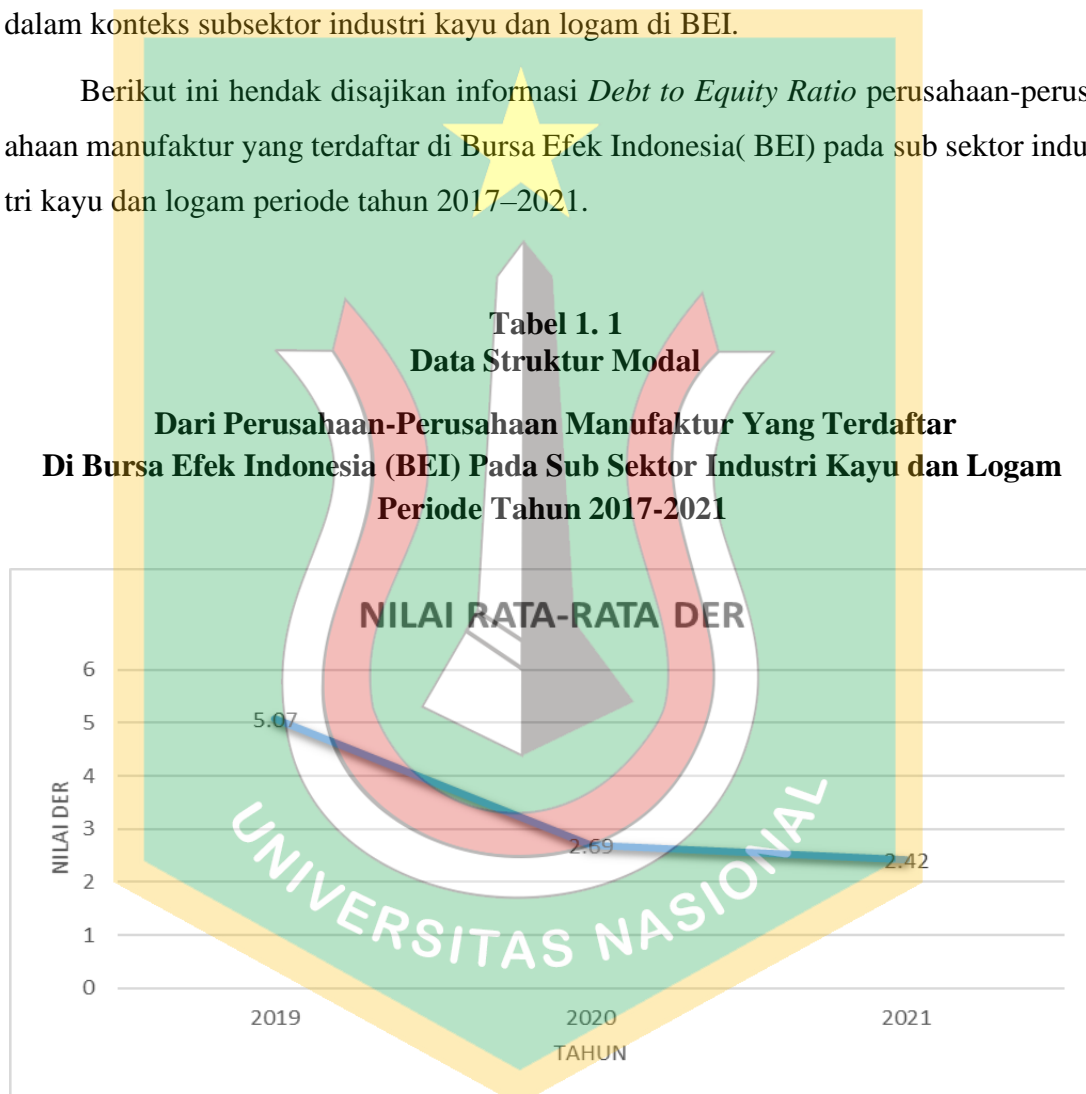 dalam konteks subsektor industri kayu dan logam di BEI.
Berikut ini hendak disajikan informasi Debt to Equity Ratio perusahaan-perus
ahaan manufaktur yang terdaftar di Bursa Efek Indonesia( BEI) pada sub sektor indu
tri kayu dan logam periode tahun 2017–2021.
Tabel 1. 1
Data Struktur Modal
Dari Perusahaan-Perusahaan Manufaktur Yang Terdaftar
Di Bursa Efek Indonesia (BEI) Pada Sub Sektor Industri Kayu dan Logam
Periode Tahun 2017-2021
NILAI RATA-RATA DER
6
5
4
3
2
1
0
NILAI DER
5.07
2.69
2.42
2019 2020 2021
TAHUN
UNIVERSITAS NASIONAL